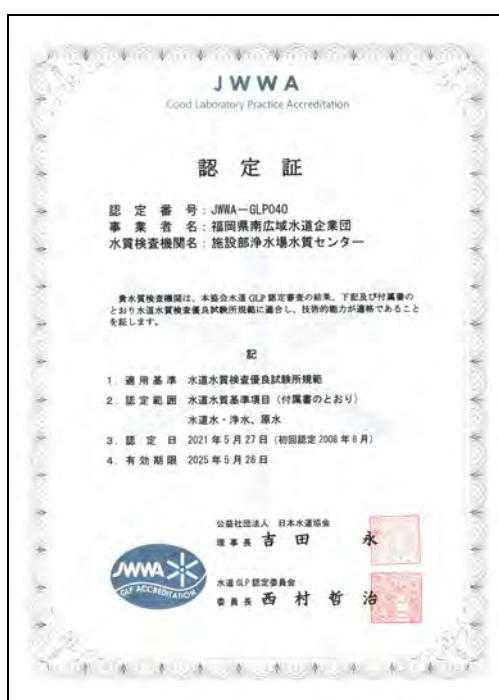 JWWA
Good Laboratory Practice Accreditation
認定証
認定番号：JWWA－GLP040
事業者名：福岡県南広域水道企業団
水質検査機関名：施設部浄水場水質センター
貴水質検査機関は、本協会水道 GLP 認定審査の結果、下記及び付属書の
とおり水道水質検査優良試験所規範に適合し、技術的能力が適格であること
を証します。
記
1．適用基準　水道水質検査優良試験所規範
2．認定範囲　水道水質基準項目（付属書のとおり）
水道水・浄水、原水
3．認定日　2021年5月27日（初回認定2008年8月）
4．有効期限　2025年5月26日
公益社団法人　日本水道協会
理事長　吉田　永
水道 GLP 認定委員会
委員長　西村哲治
JWWA
GLP ACCREDITATION